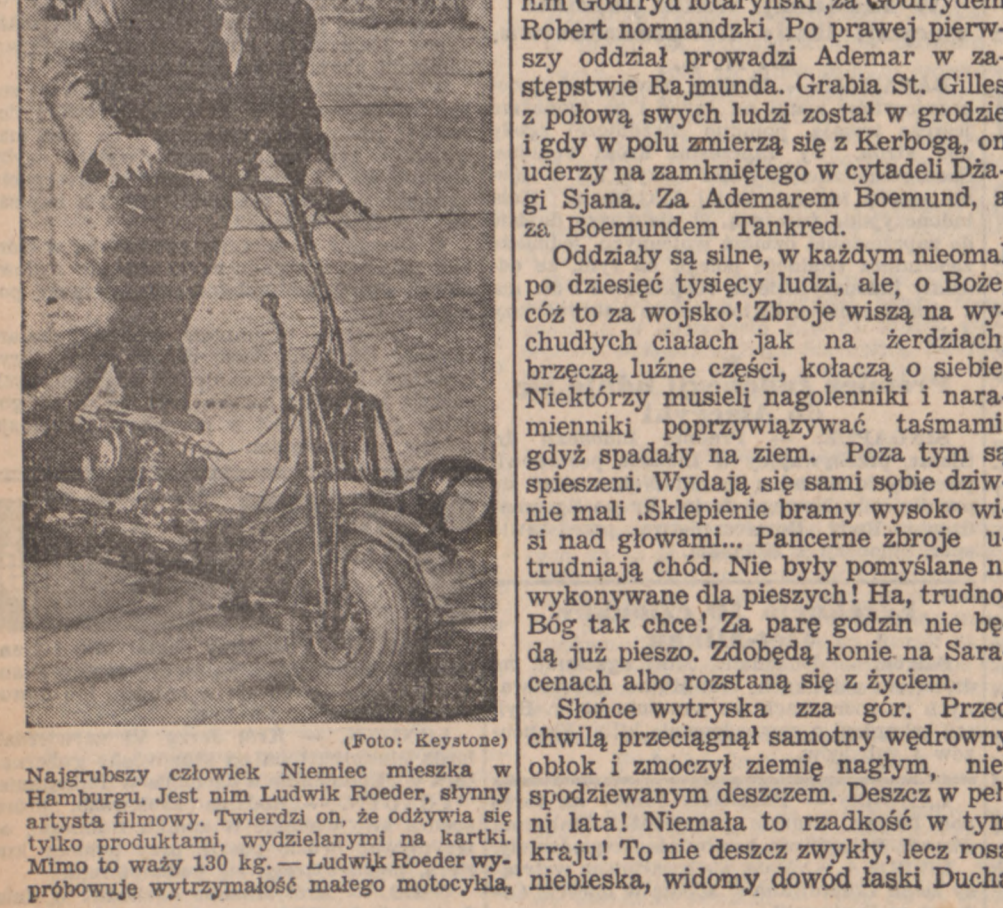 (Foto: Keystone)
Najgrubszy człowiek Niemiec mieszka w
Hamburgu. Jest nim Ludwik Roeder, słynny
artysta filmowy. Twierdzi on, że odżywia się
tylko produktami, wydzielanymi na kartki.
Mimo to waży 130 kg. — Ludwik Roeder wy-
próbowuje wytrzymałość małego motocykla,
nim Godfryd lotaryński ,za Godfrydem
Robert normandzki. Po prawej pierw-
szy oddział prowadzi Ademar w za-
stępstwie Rajmunda. Grabia St. Gilles
z połową swych ludzi został w grodzie
i gdy w polu zmierzą się z Kerbogą, on
uderzy na zamkniętego w cytadeli Dża-
gi Sjana. Za Ademarem Boemund, a
za Boemundem Tankred.
Oddziały są silne, w każdym nieomal
po dziesięć tysięcy ludzi, ale, o Boże
cóż to za wojsko! Zbroje wiszą na wy-
chudłych ciałach jak na żerdziach
brzęczą luźne części, kołaczą o siebie
Niektórzy musieli nagolenniki i nara-
mienniki poprzywiązywać taśmami
gdyż spadały na ziem. Poza tym są
spieszeni. Wydają się sami sobie dziw-
nie mali .Sklepienie bramy wysoko wi-
si nad głowami... Pancerne zbroje u-
trudniają chód. Nie były pomyślane n
wykonywane dla pieszych! Ha, trudno
Bóg tak chce! Za parę godzin nie bę-
dą już pieszo. Zdobędą konie na Sara-
cenach albo rozstaną się z życiem.
Słońce wytryska zza gór. Przed
chwilą przeciągnął samotny wędrowny
obłok i zmoczył ziemię nagłym, nie
spodziewanym deszczem. Deszcz w peł
ni lata! Niemała to rzadkość w tym
kraju! To nie deszcz zwykły, lecz rosa
niebieska, widomy dowód łaski Ducha